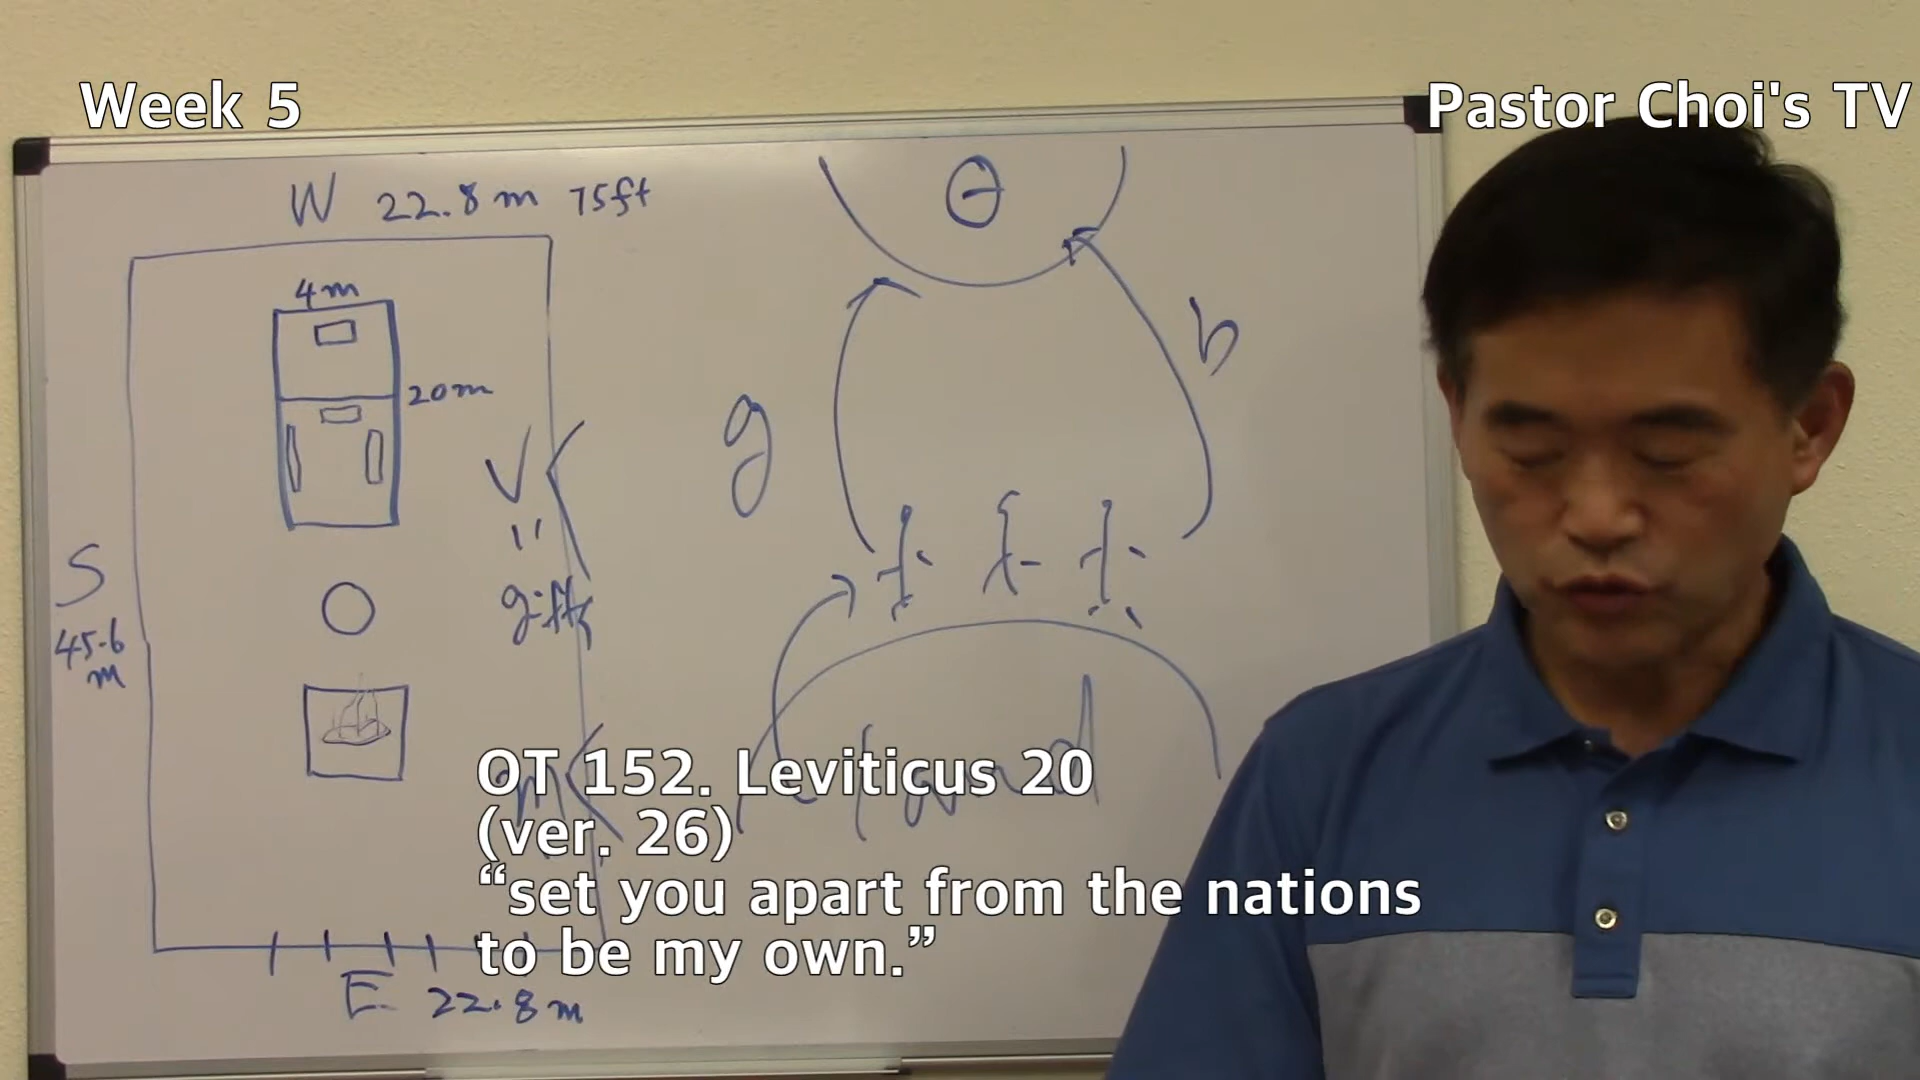 Week 5
Pastor Choi's TV
W 22.8 m 75ft
4m
20m
V
"
gifts
S
45.6
m
E 22.8 m
g
b
OT 152. Leviticus 20
(ver. 26)
“set you apart from the nations
to be my own.”